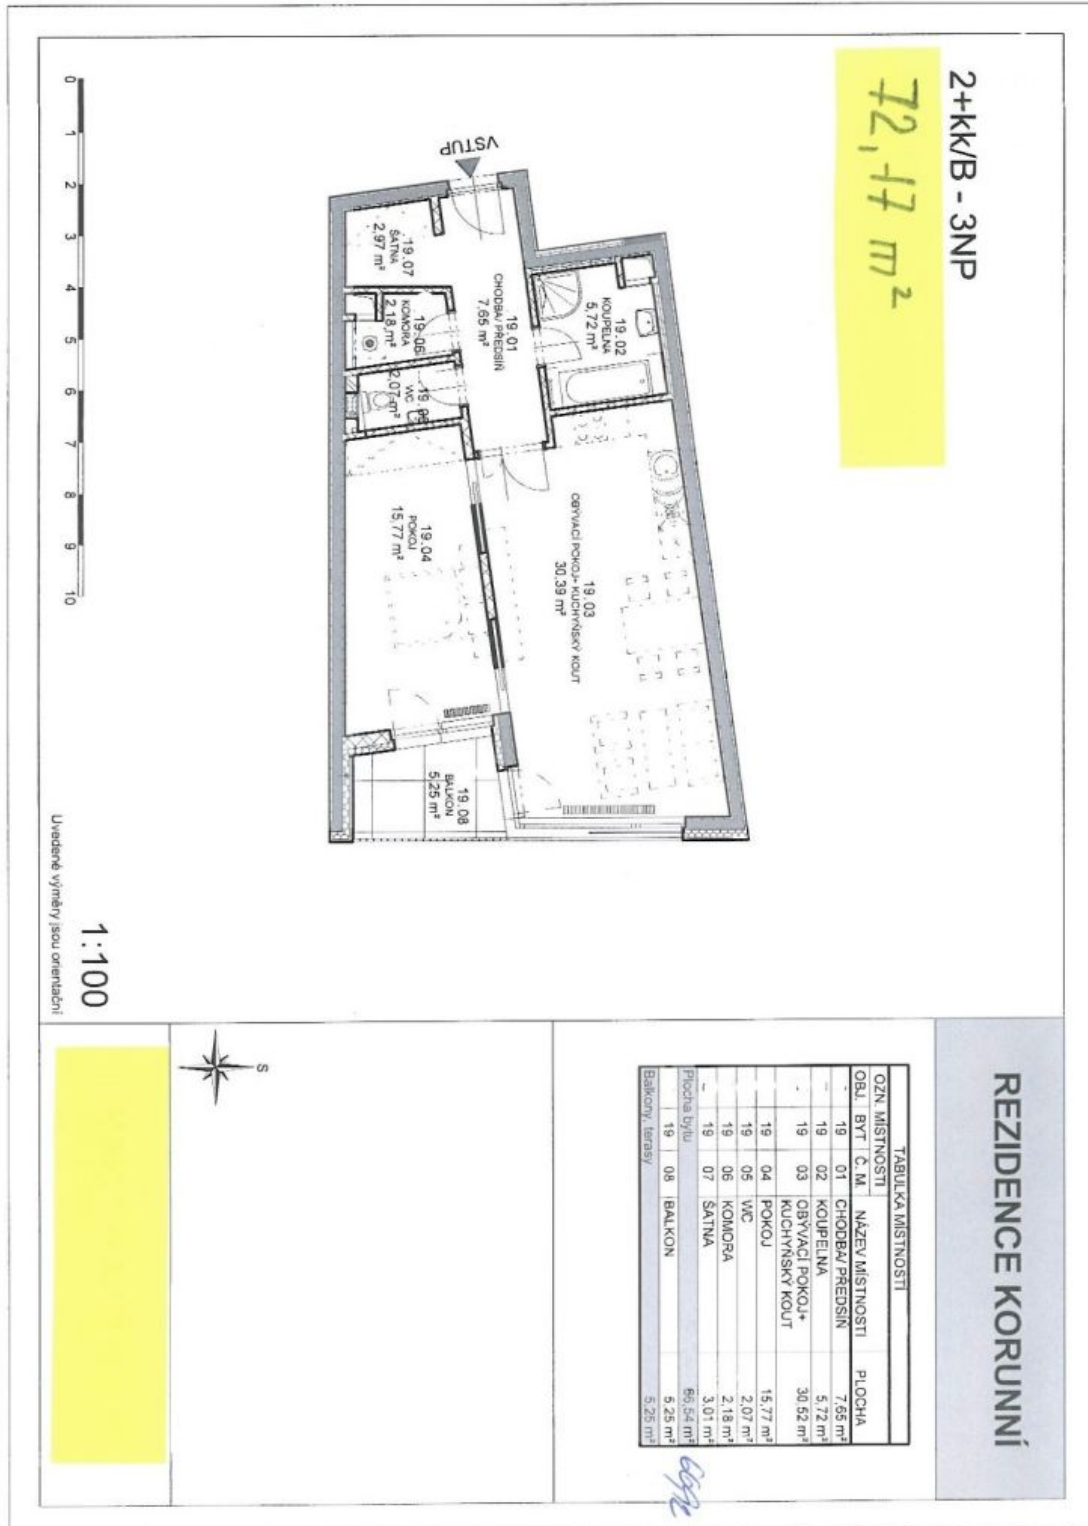 2+kk/B - 3NP
72,17 m²
VSTUP
19.07
ŠATNA
2,97 m²
19.06
KOMORA
2,18 m²
19.05
WC
2,07 m²
19.01
CHODBA/ PŘEDSÍŇ
7,65 m²
19.02
KOUPELNA
5,72 m²
19.04
POKOJ
15,77 m²
19.03
OBÝVACÍ POKOJ+ KUCHYŇSKÝ KOUT
30,39 m²
19.08
BALKON
5,25 m²
0 1 2 3 4 5 6 7 8 9 10
1:100
Uvedené výměry jsou orientační
REZIDENCE KORUNNÍ
TABULKA MÍSTNOSTÍ
OZN. MÍSTNOSTI
OBJ. BYT Č. M. NÁZEV MÍSTNOSTI PLOCHA
- 19 01 CHODBA/ PŘEDSÍŇ 7,65 m²
- 19 02 KOUPELNA 5,72 m²
- 19 03 OBÝVACÍ POKOJ+ KUCHYŇSKÝ KOUT 30,52 m²
19 04 POKOJ 15,77 m²
19 05 WC 2,07 m²
19 06 KOMORA 2,18 m²
- 19 07 ŠATNA 3,01 m²
Plocha bytu 66,54 m²
19 08 BALKON 5,25 m²
Balkony, terasy 5,25 m²
S